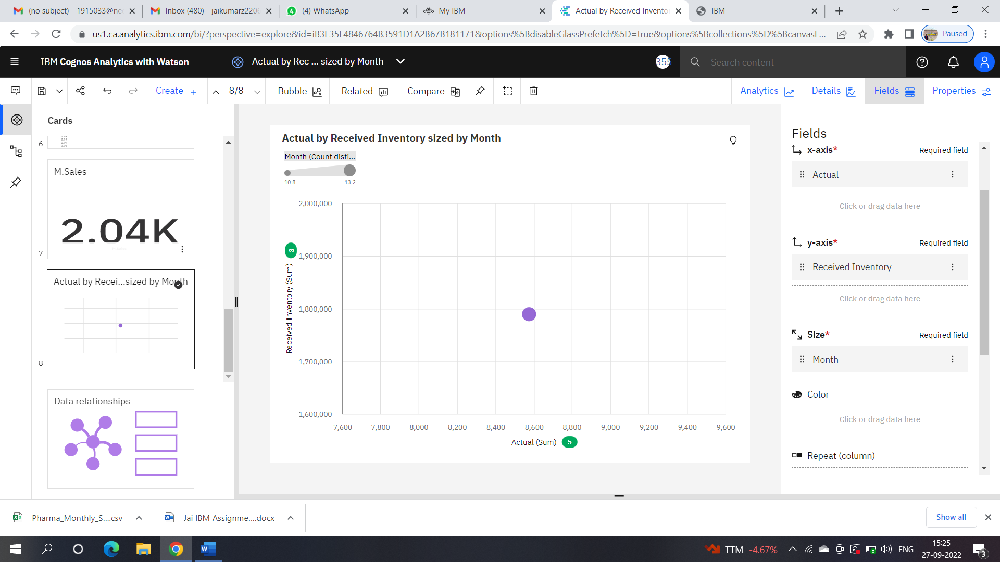 (no subject) - 1915033@ne
Inbox (480) - jaikumarz2206
(4) WhatsApp
My IBM
Actual by Received Invento
IBM
us1.ca.analytics.ibm.com/bi/?perspective=explore&id=iB3E35F4846764B3591D1A2B67B181171&options%5BdisableGlassPrefetch%5D=true&options%5Bcollections%5D%5BcanvasE...
Paused
IBM Cognos Analytics with Watson
Actual by Rec ... sized by Month
355
Search content
Create +
8/8
Bubble
Related
Compare
Analytics
Details
Fields
Properties
Cards
6
M.Sales
2.04K
7
Actual by Recei...sized by Month
8
Data relationships
Actual by Received Inventory sized by Month
Month (Count disti...
10.8
13.2
2,000,000
1,900,000
1,800,000
1,700,000
1,600,000
Received Inventory (Sum)
3
7,600
7,800
8,000
8,200
8,400
8,600
8,800
9,000
9,200
9,400
9,600
Actual (Sum)
5
Fields
x-axis*
Required field
Actual
Click or drag data here
y-axis*
Required field
Received Inventory
Click or drag data here
Size*
Required field
Month
Color
Click or drag data here
Repeat (column)
Pharma_Monthly_S....csv
Jai IBM Assignme....docx
Show all
TTM -4.67%
ENG
15:25
27-09-2022
3